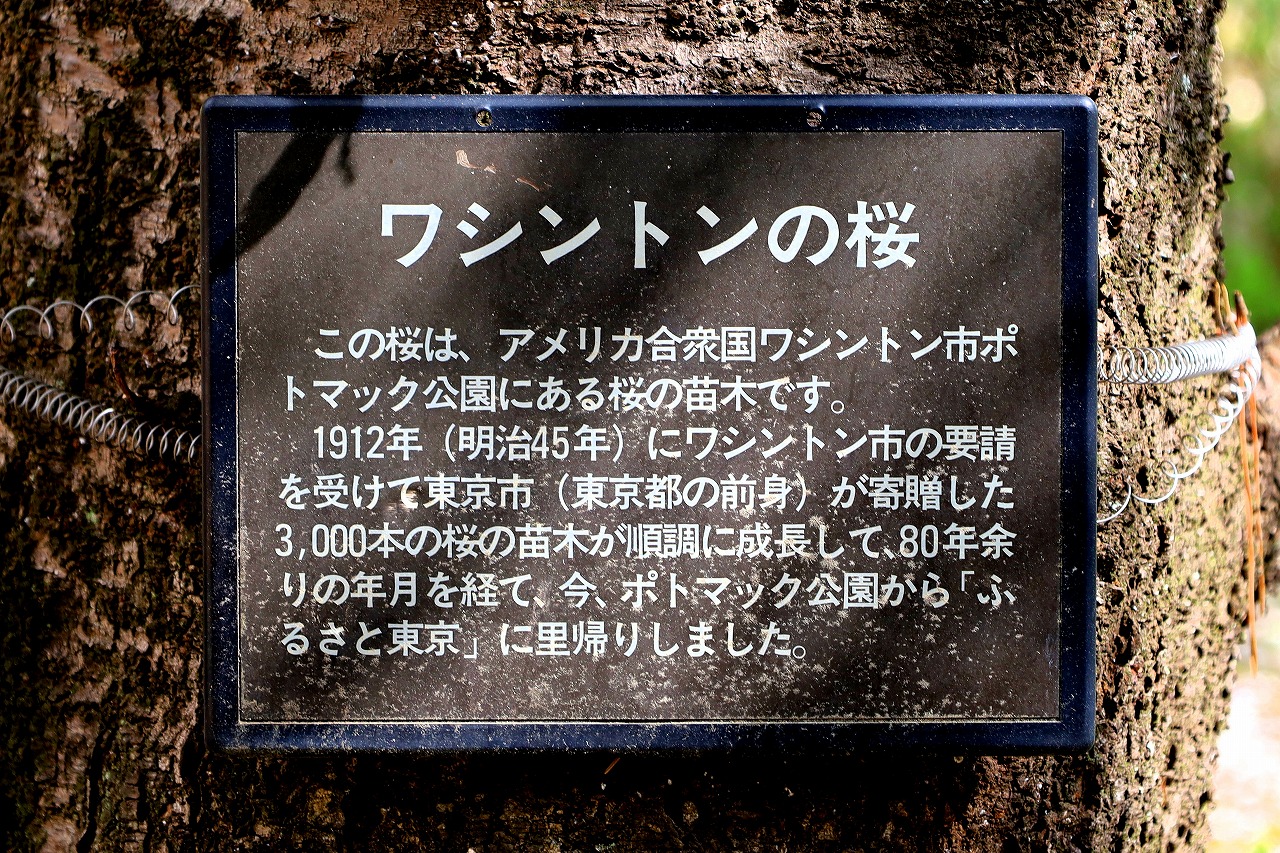 ワシントンの桜
この桜は、アメリカ合衆国ワシントン市ポ
トマック公園にある桜の苗木です。
1912年（明治45年）にワシントン市の要請
を受けて東京市（東京都の前身）が寄贈した
3,000本の桜の苗木が順調に成長して、80年余
りの年月を経て、今、ポトマック公園から「ふ
るさと東京」に里帰りしました。